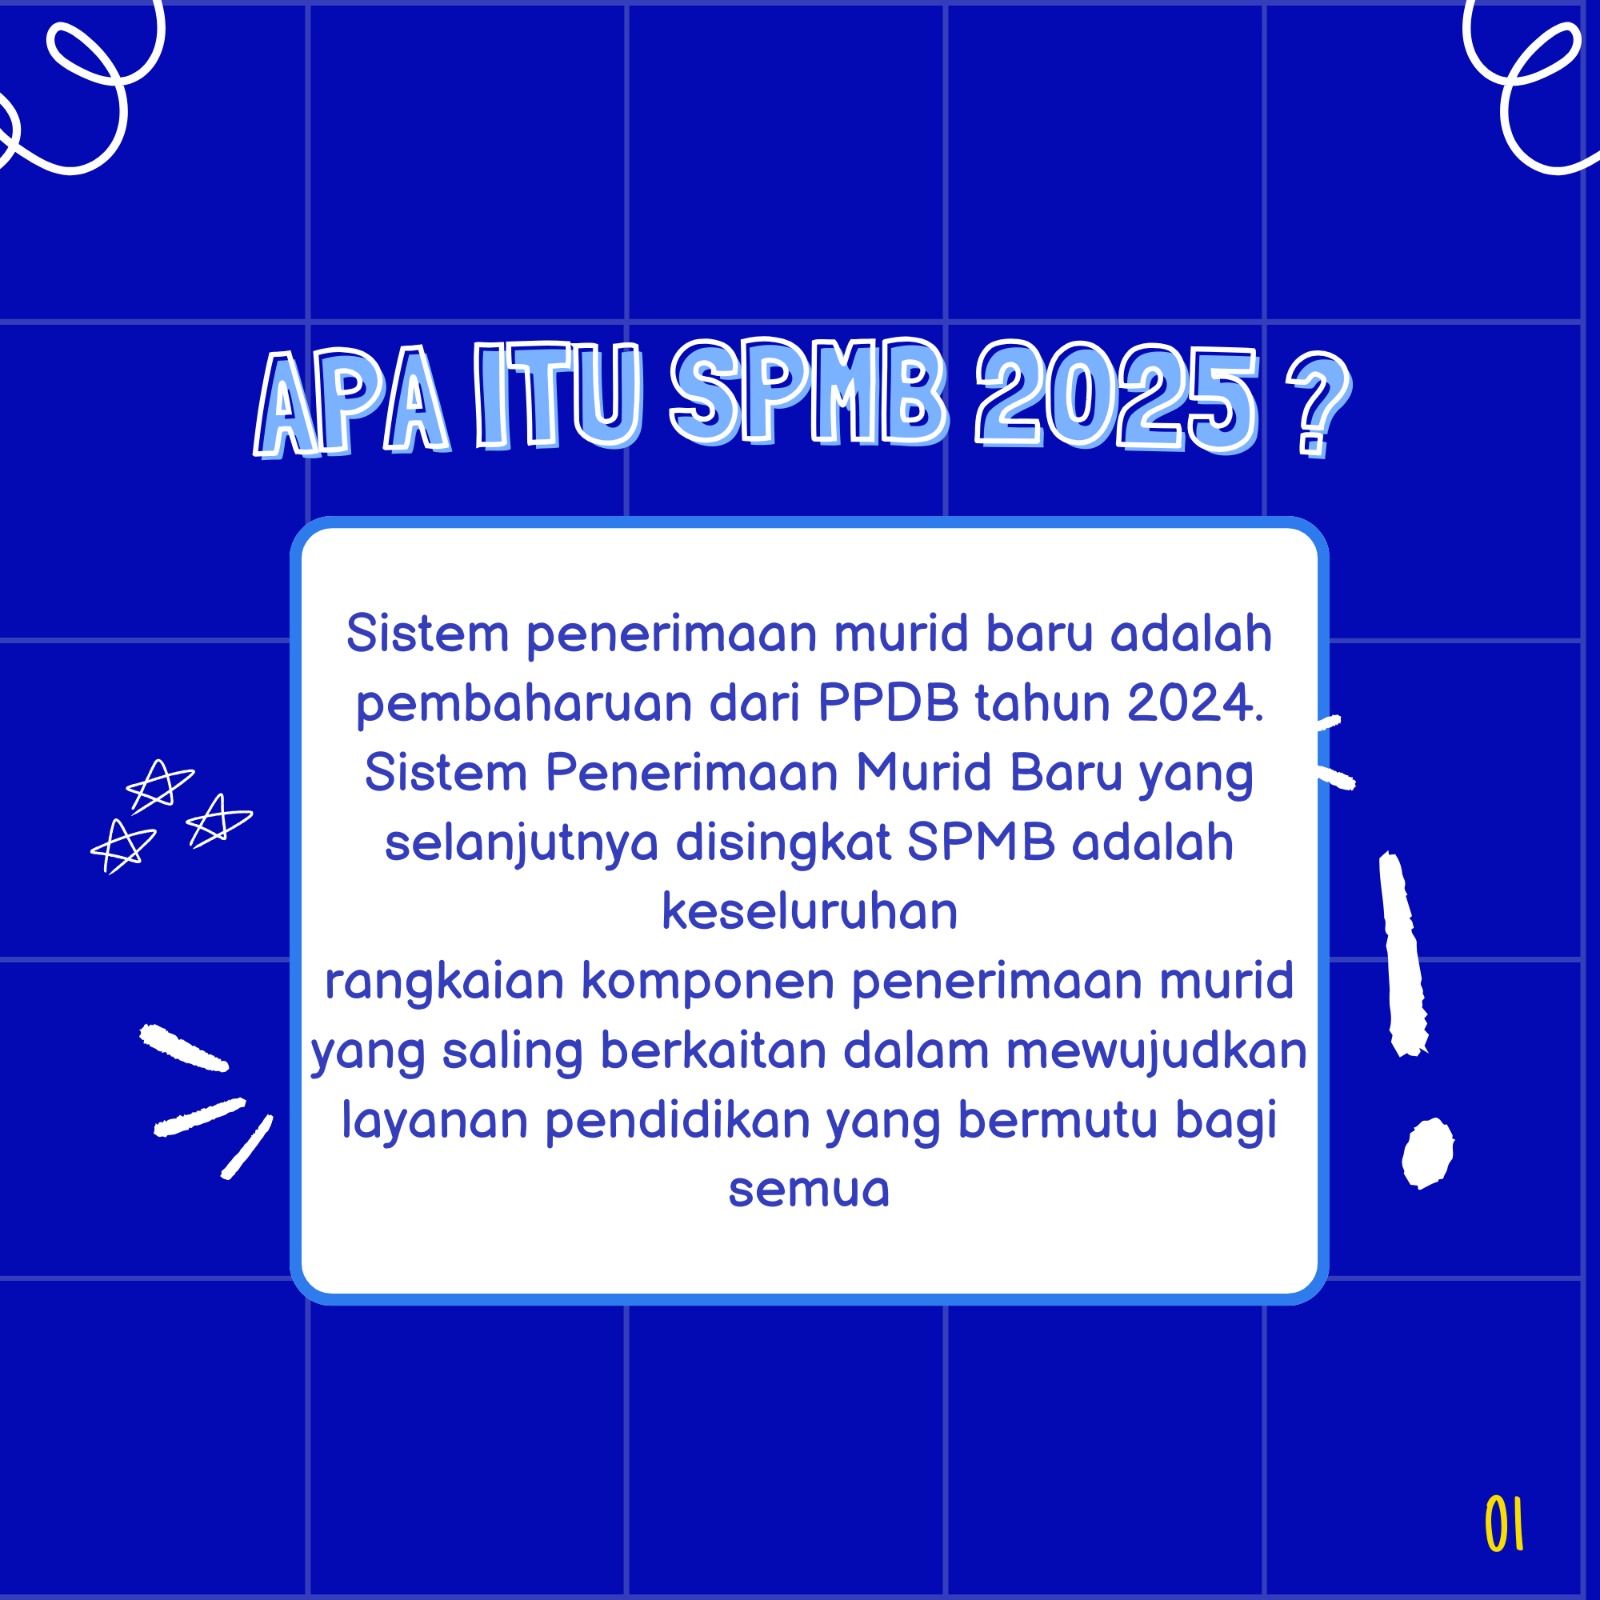 APA ITU SPMB 2025 ?
Sistem penerimaan murid baru adalah
pembaharuan dari PPDB tahun 2024.
Sistem Penerimaan Murid Baru yang
selanjutnya disingkat SPMB adalah
keseluruhan
rangkaian komponen penerimaan murid
yang saling berkaitan dalam mewujudkan
layanan pendidikan yang bermutu bagi
semua
01